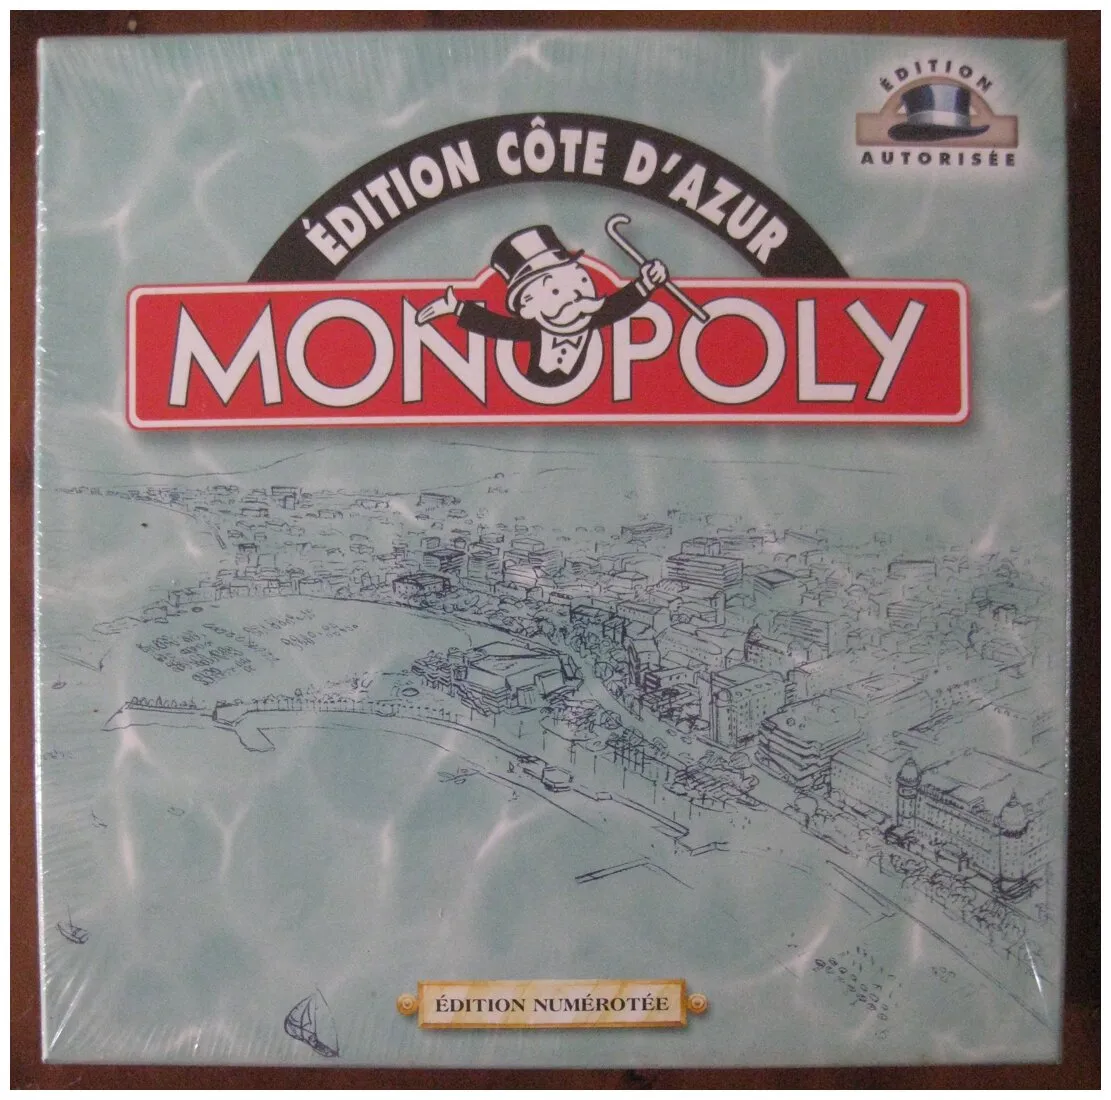 ÉDITION
AUTORISÉE
ÉDITION CÔTE D'AZUR
MONOPOLY
ÉDITION NUMÉROTÉE